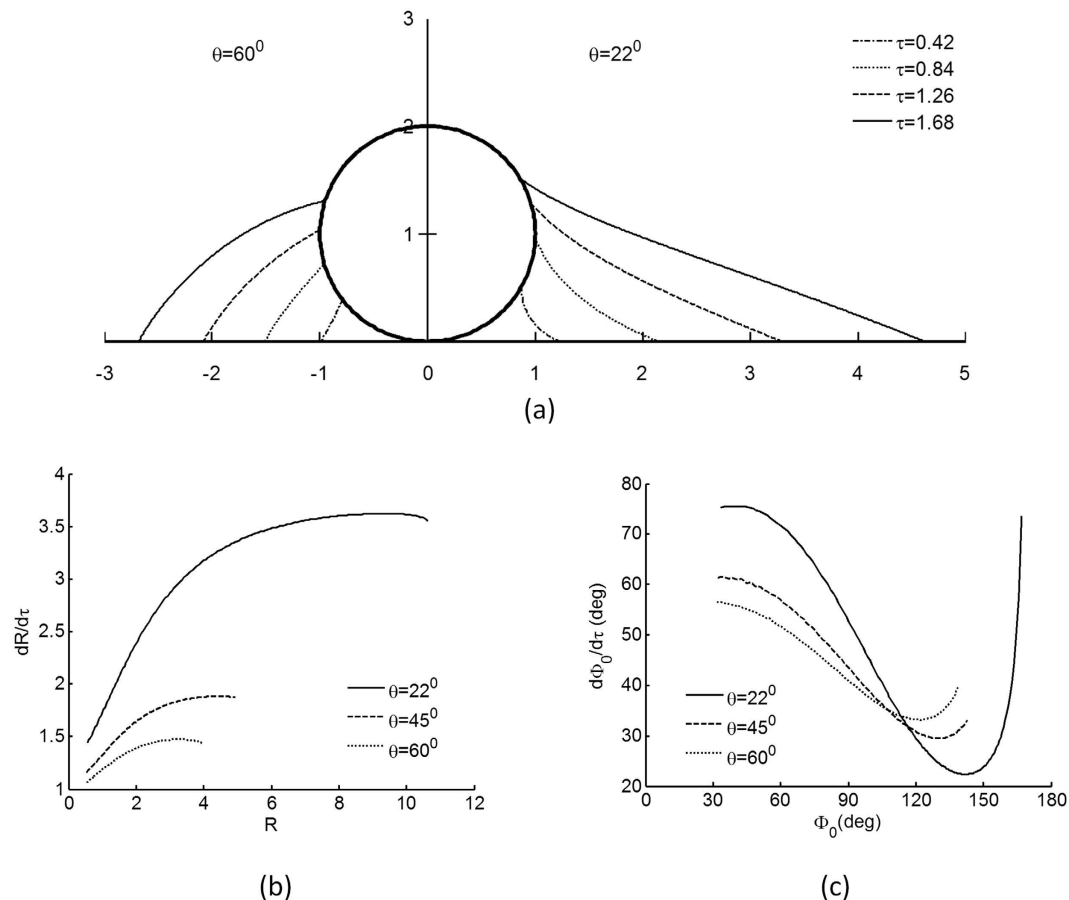 3
θ=60⁰
θ=22⁰
τ=0.42
τ=0.84
τ=1.26
τ=1.68
2
1
-3 -2 -1 0 1 2 3 4 5
(a)
4
3.5
3
2.5
2
1.5
1
dR/dτ
θ=22⁰
θ=45⁰
θ=60⁰
0 2 4 6 8 10 12
R
(b)
80
70
60
50
40
30
20
dΦ₀/dτ (deg)
θ=22⁰
θ=45⁰
θ=60⁰
0 30 60 90 120 150 180
Φ₀(deg)
(c)